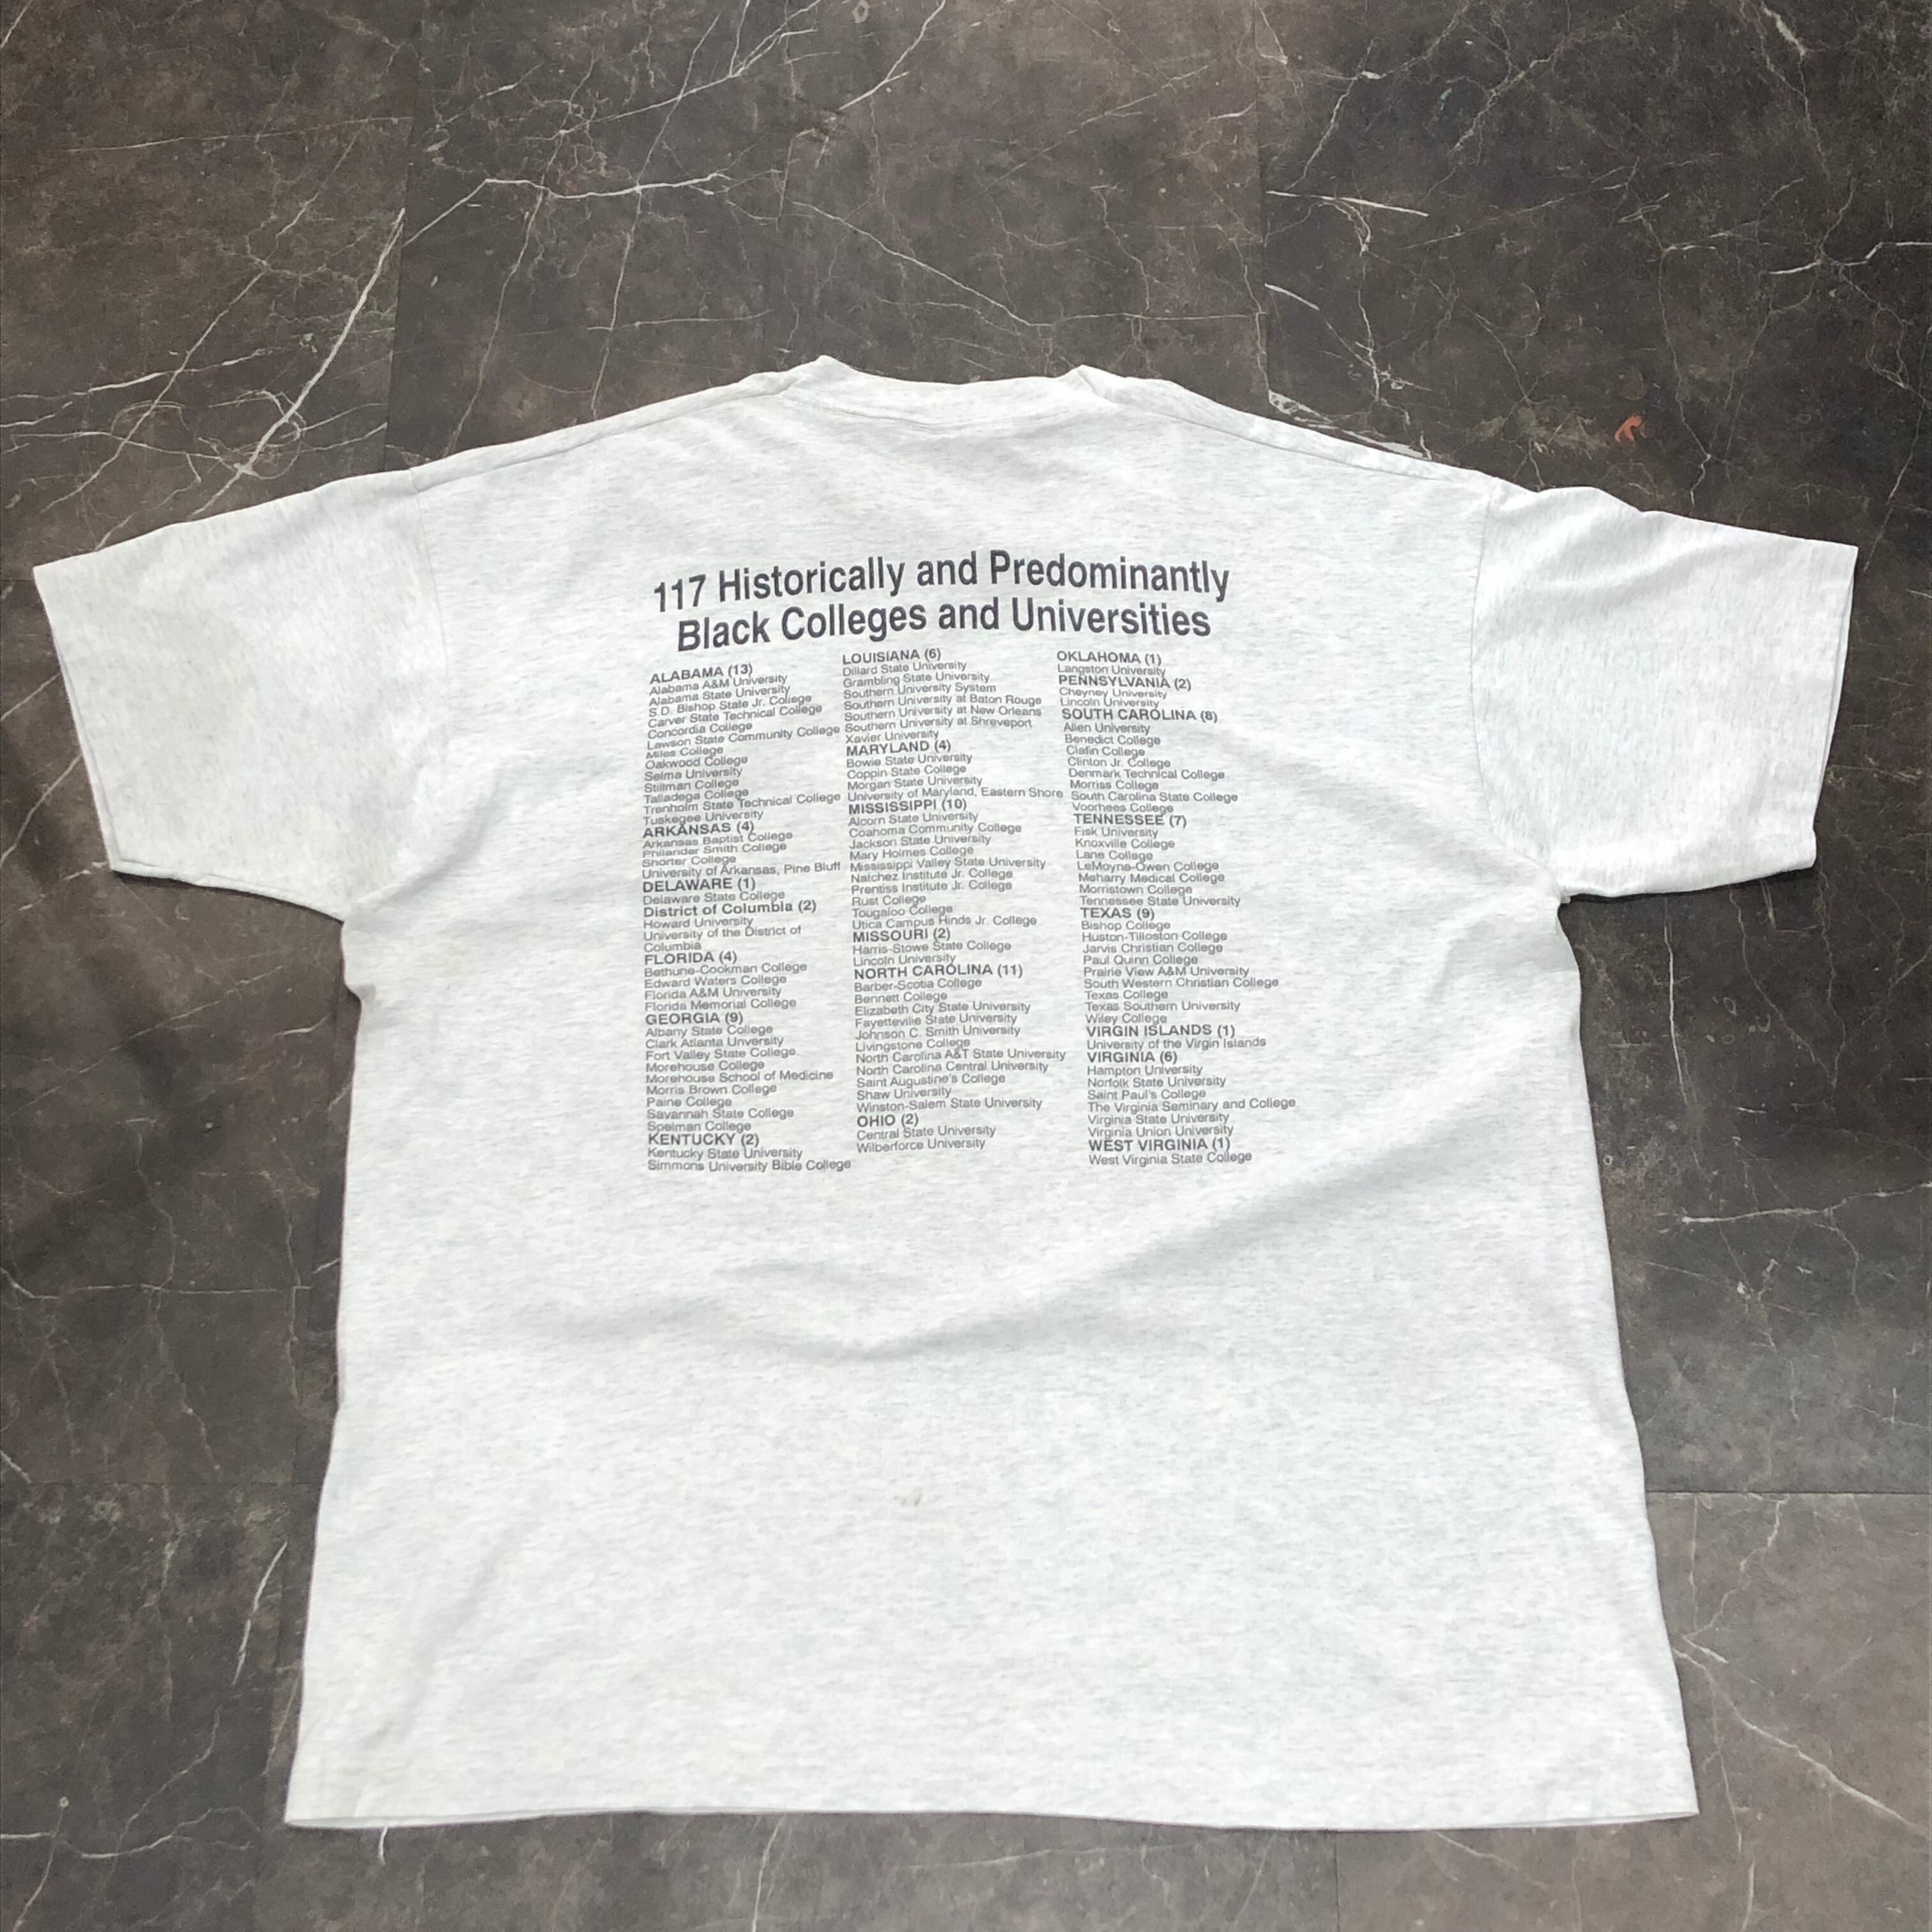 117 Historically and Predominantly
Black Colleges and Universities
ALABAMA (13)
Alabama A&M University
Alabama State University
S.D. Bishop State Jr. College
Carver State Technical College
Concordia College
Lawson State Community College
Miles College
Oakwood College
Selma University
Stillman College
Talladega College
Trenholm State Technical College
Tuskegee University
ARKANSAS (4)
Arkansas Baptist College
Philander Smith College
Shorter College
University of Arkansas, Pine Bluff
DELAWARE (1)
Delaware State College
District of Columbia (2)
Howard University
University of the District of
Columbia
FLORIDA (4)
Bethune-Cookman College
Edward Waters College
Florida A&M University
Florida Memorial College
GEORGIA (9)
Albany State College
Clark Atlanta Unversity
Fort Valley State College
Morehouse College
Morehouse School of Medicine
Morris Brown College
Paine College
Savannah State College
Spelman College
KENTUCKY (2)
Kentucky State University
Simmons University Bible College
LOUISIANA (6)
Dillard State University
Grambling State University
Southern University System
Southern University at Baton Rouge
Southern University at New Orleans
Southern University at Shreveport
Xavier University
MARYLAND (4)
Bowie State University
Coppin State College
Morgan State University
University of Maryland, Eastern Shore
MISSISSIPPI (10)
Alcorn State University
Coahoma Community College
Jackson State University
Mary Holmes College
Mississippi Valley State University
Natchez Institute Jr. College
Prentiss Institute Jr. College
Rust College
Tougaloo College
Utica Campus Hinds Jr. College
MISSOURI (2)
Harris-Stowe State College
Lincoln University
NORTH CAROLINA (11)
Barber-Scotia College
Bennett College
Elizabeth City State University
Fayetteville State University
Johnson C. Smith University
Livingstone College
North Carolina A&T State University
North Carolina Central University
Saint Augustine's College
Shaw University
Winston-Salem State University
OHIO (2)
Central State University
Wilberforce University
OKLAHOMA (1)
Langston University
PENNSYLVANIA (2)
Cheyney University
Lincoln University
SOUTH CAROLINA (8)
Allen University
Benedict College
Claflin College
Clinton Jr. College
Denmark Technical College
Morriss College
South Carolina State College
Voorhees College
TENNESSEE (7)
Fisk University
Knoxville College
Lane College
LeMoyne-Owen College
Meharry Medical College
Morristown College
Tennessee State University
TEXAS (9)
Bishop College
Huston-Tilloston College
Jarvis Christian College
Paul Quinn College
Prairie View A&M University
South Western Christian College
Texas College
Texas Southern University
Wiley College
VIRGIN ISLANDS (1)
University of the Virgin Islands
VIRGINIA (6)
Hampton University
Norfolk State University
Saint Paul's College
The Virginia Seminary and College
Virginia State University
Virginia Union University
WEST VIRGINIA (1)
West Virginia State College